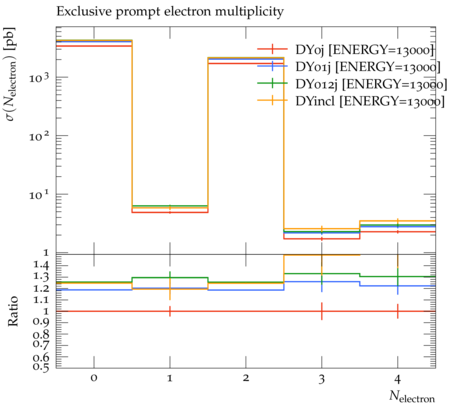 Exclusive prompt electron multiplicity
σ(N_electron) [pb]
10^3
10^2
10^1
1
DY0j [ENERGY=13000]
DY01j [ENERGY=13000]
DY012j [ENERGY=13000]
DYincl [ENERGY=13000]
Ratio
1.4
1.3
1.2
1.1
1
0.9
0.8
0.7
0.6
0.5
0 1 2 3 4
N_electron